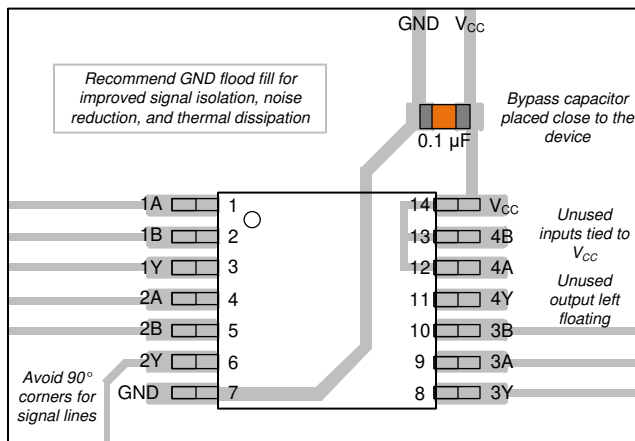 GND V_CC
Recommend GND flood fill for
improved signal isolation, noise
reduction, and thermal dissipation
Bypass capacitor
placed close to the
device
0.1 µF
1A 1 14 V_CC
1B 2 13 4B
1Y 3 12 4A
2A 4 11 4Y
2B 5 10 3B
2Y 6 9 3A
GND 7 8 3Y
Unused
inputs tied to
V_CC
Unused
output left
floating
Avoid 90°
corners for
signal lines